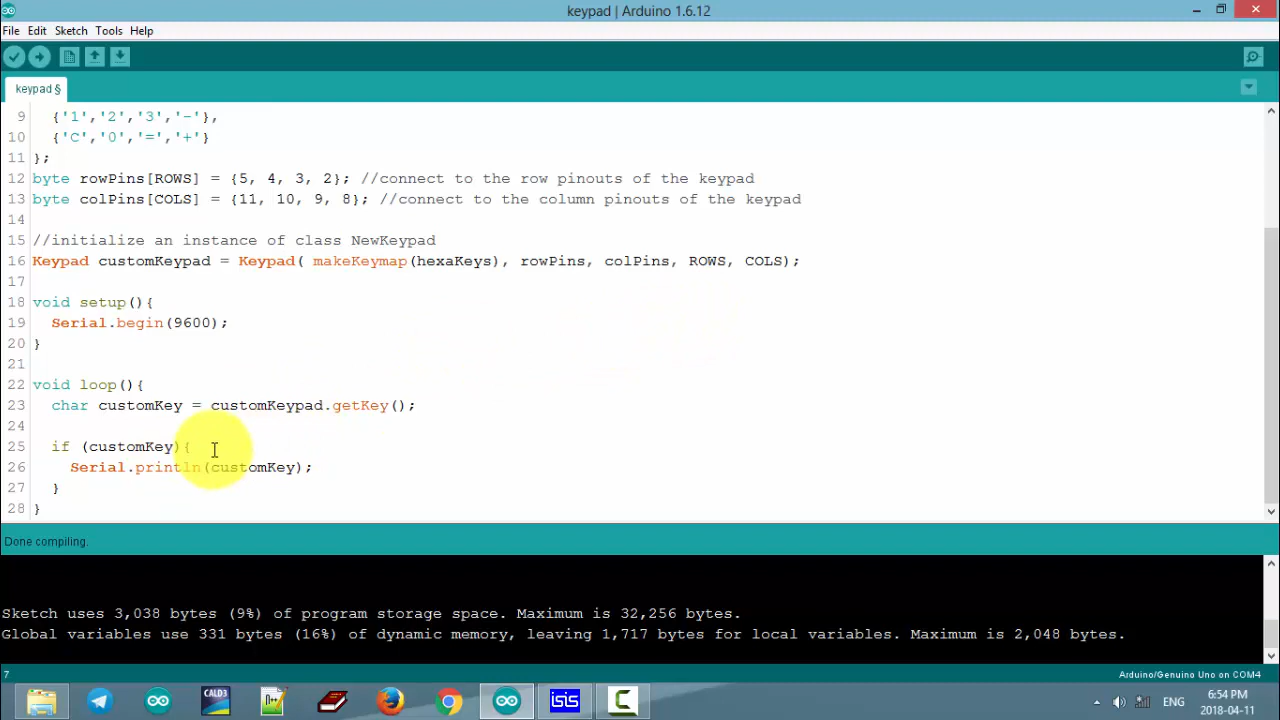 keypad | Arduino 1.6.12
File Edit Sketch Tools Help
keypad §
9 {'1','2','3','-'},
10 {'C','0','=','+'}
11 };
12 byte rowPins[ROWS] = {5, 4, 3, 2}; //connect to the row pinouts of the keypad
13 byte colPins[COLS] = {11, 10, 9, 8}; //connect to the column pinouts of the keypad
14
15 //initialize an instance of class NewKeypad
16 Keypad customKeypad = Keypad( makeKeymap(hexaKeys), rowPins, colPins, ROWS, COLS);
17
18 void setup(){
19 Serial.begin(9600);
20 }
21
22 void loop(){
23 char customKey = customKeypad.getKey();
24
25 if (customKey){
26 Serial.println(customKey);
27 }
28 }
Done compiling.
Sketch uses 3,038 bytes (9%) of program storage space. Maximum is 32,256 bytes.
Global variables use 331 bytes (16%) of dynamic memory, leaving 1,717 bytes for local variables. Maximum is 2,048 bytes.
7 Arduino/Genuino Uno on COM4
CALD3
n++
isis
C
ENG
6:54 PM
2018-04-11